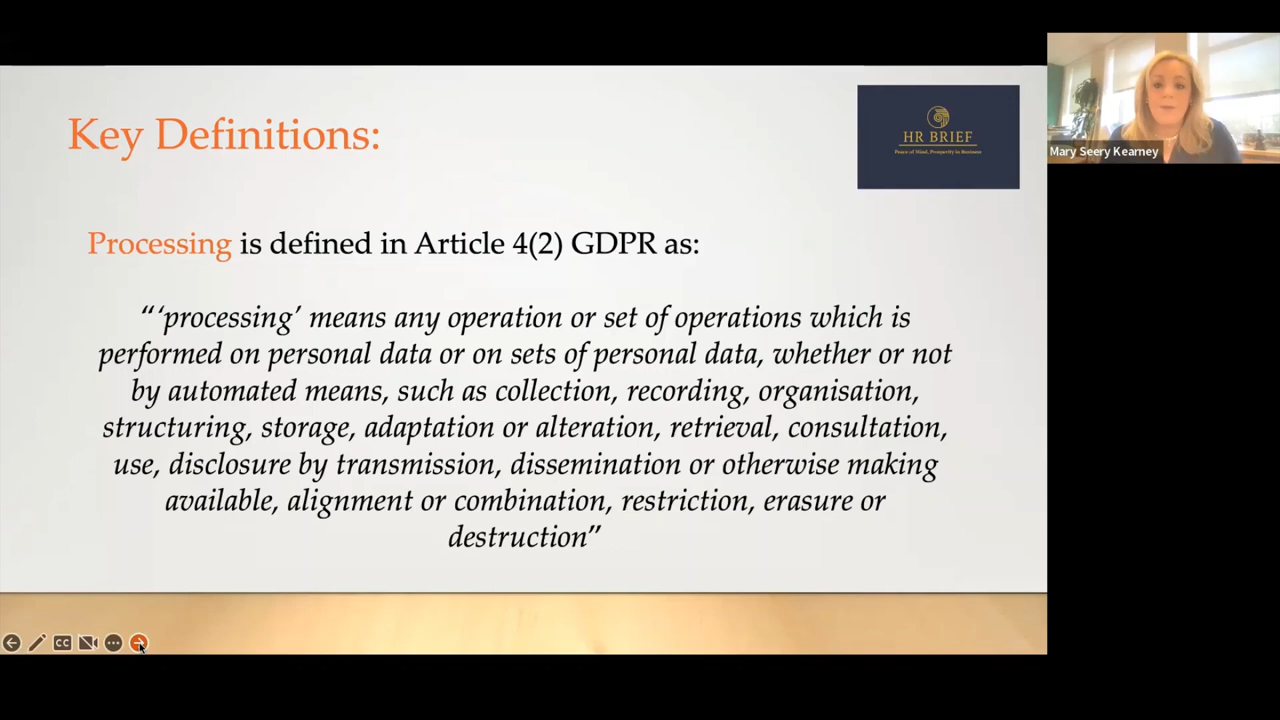 Key Definitions:
HR BRIEF
Peace of Mind, Prosperity in Business
Mary Seery Kearney
Processing is defined in Article 4(2) GDPR as:
“‘processing’ means any operation or set of operations which is
performed on personal data or on sets of personal data, whether or not
by automated means, such as collection, recording, organisation,
structuring, storage, adaptation or alteration, retrieval, consultation,
use, disclosure by transmission, dissemination or otherwise making
available, alignment or combination, restriction, erasure or
destruction”
CC